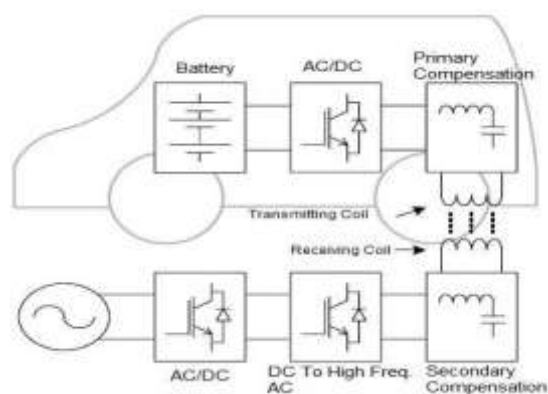 Battery
AC/DC
Primary
Compensation
Transmitting Coil
Receiving Coil
AC/DC
DC To High Freq.
AC
Secondary
Compensation